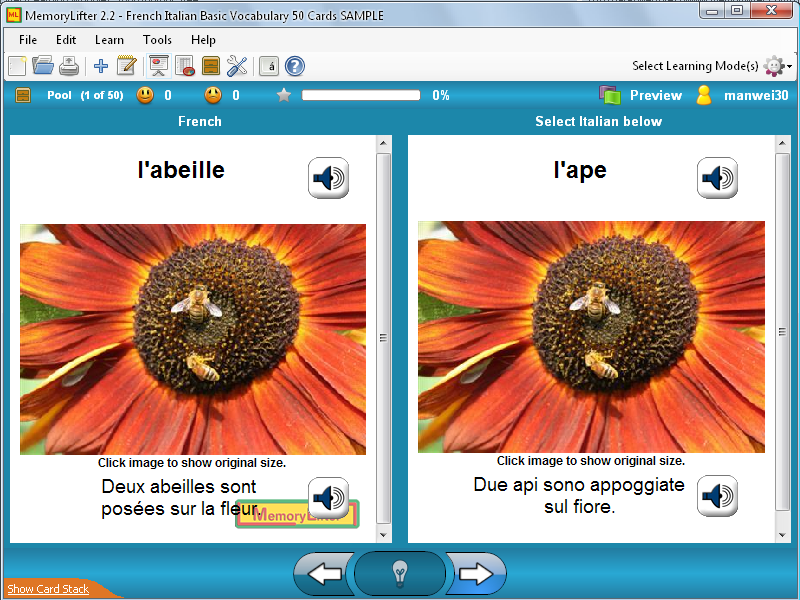 MemoryLifter 2.2 - French Italian Basic Vocabulary 50 Cards SAMPLE
File Edit Learn Tools Help
á ? Select Learning Mode(s)
Pool (1 of 50) 0 0 0% Preview manwei30
French
Select Italian below
l'abeille
Click image to show original size.
Deux abeilles sont
posées sur la fleur.
MemoryLifter
l'ape
Click image to show original size.
Due api sono appoggiate
sul fiore.
Show Card Stack